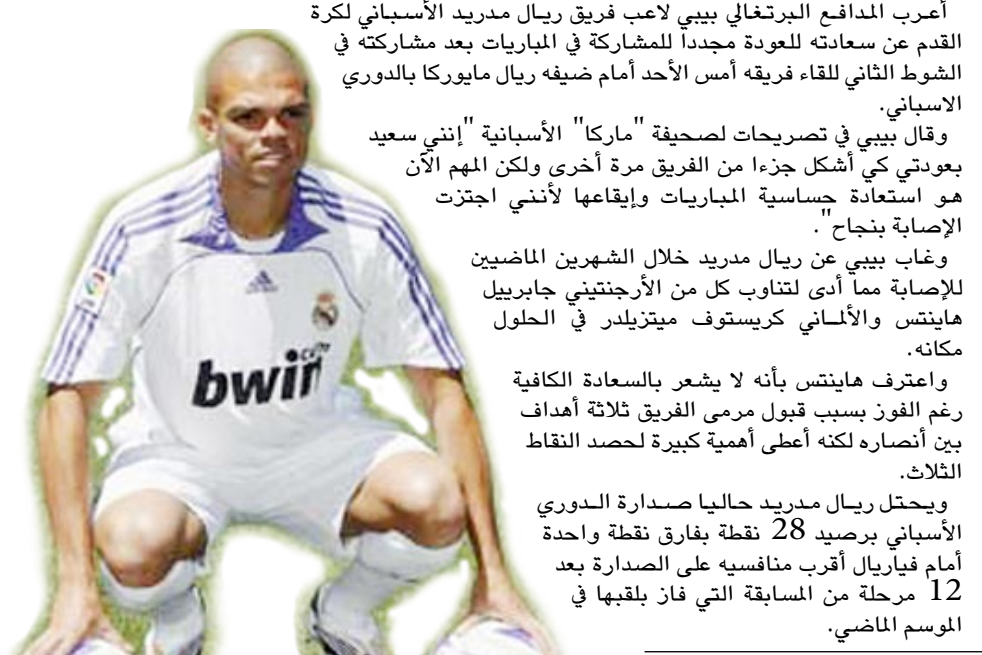 أعرب المدافع البرتغالي بيبي لاعب فريق ريال مدريد الأسباني لكرة
القدم عن سعادته للعودة مجددا للمشاركة في المباريات بعد مشاركته في
الشوط الثاني للقاء فريقه أمس الأحد أمام ضيفه ريال مايوركا بالدوري
الاسباني.
وقال بيبي في تصريحات لصحيفة "ماركا" الأسبانية "إنني سعيد
بعودتي كي أشكل جزءا من الفريق مرة أخرى ولكن المهم الآن
هو استعادة حساسية المباريات وإيقاعها لأنني اجتزت
الإصابة بنجاح".
وغاب بيبي عن ريال مدريد خلال الشهرين الماضيين
للإصابة مما أدى لتناوب كل من الأرجنتيني جابرييل
هاينتس والألماني كريستوف ميتزيلدر في الحلول
مكانه.
واعترف هاينتس بأنه لا يشعر بالسعادة الكافية
رغم الفوز بسبب قبول مرمى الفريق ثلاثة أهداف
بين أنصاره لكنه أعطى أهمية كبيرة لحصد النقاط
الثلاث.
ويحتل ريال مدريد حاليا صدارة الدوري
الأسباني برصيد 28 نقطة بفارق نقطة واحدة
أمام فياريال أقرب منافسيه على الصدارة بعد
12 مرحلة من المسابقة التي فاز بلقبها في
الموسم الماضي.
bwin